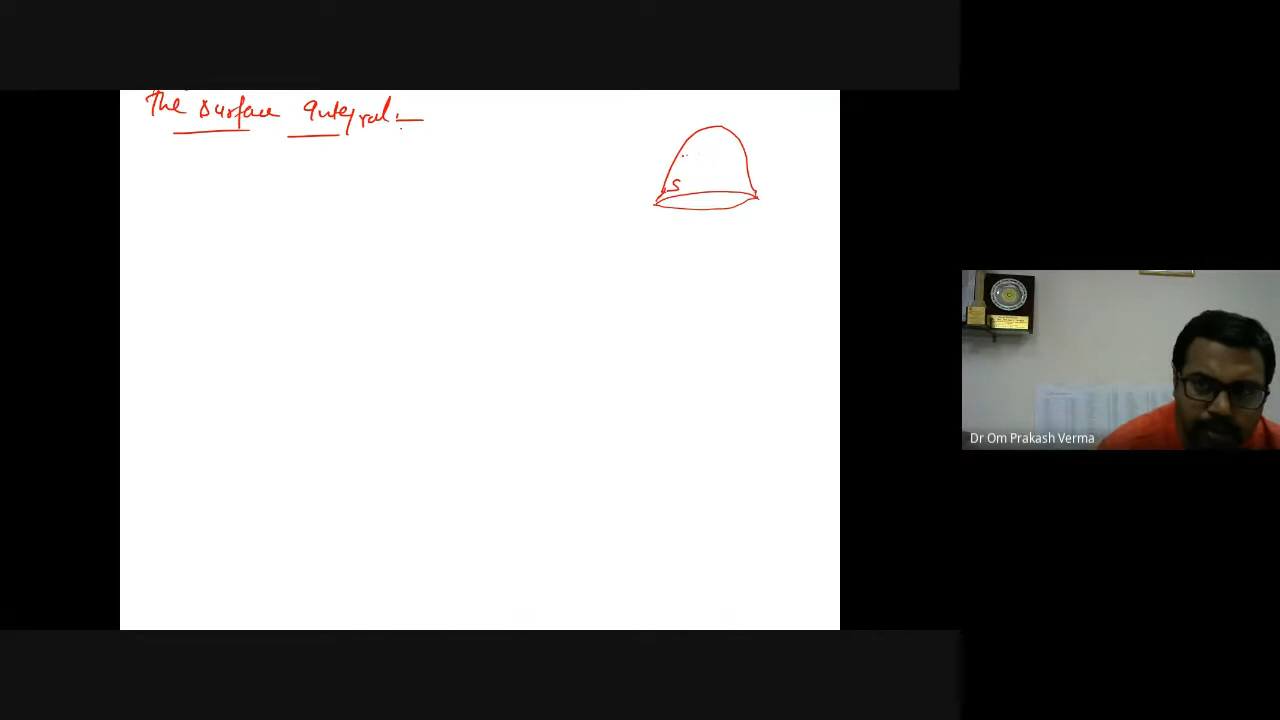 The Surface Integral:—
S
Dr Om Prakash Verma